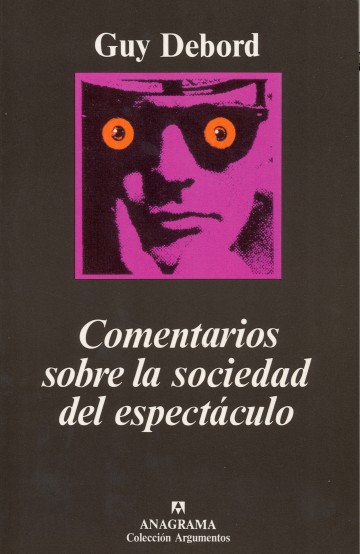 Guy Debord
Comentarios
sobre la sociedad
del espectáculo
ANAGRAMA
Colección Argumentos